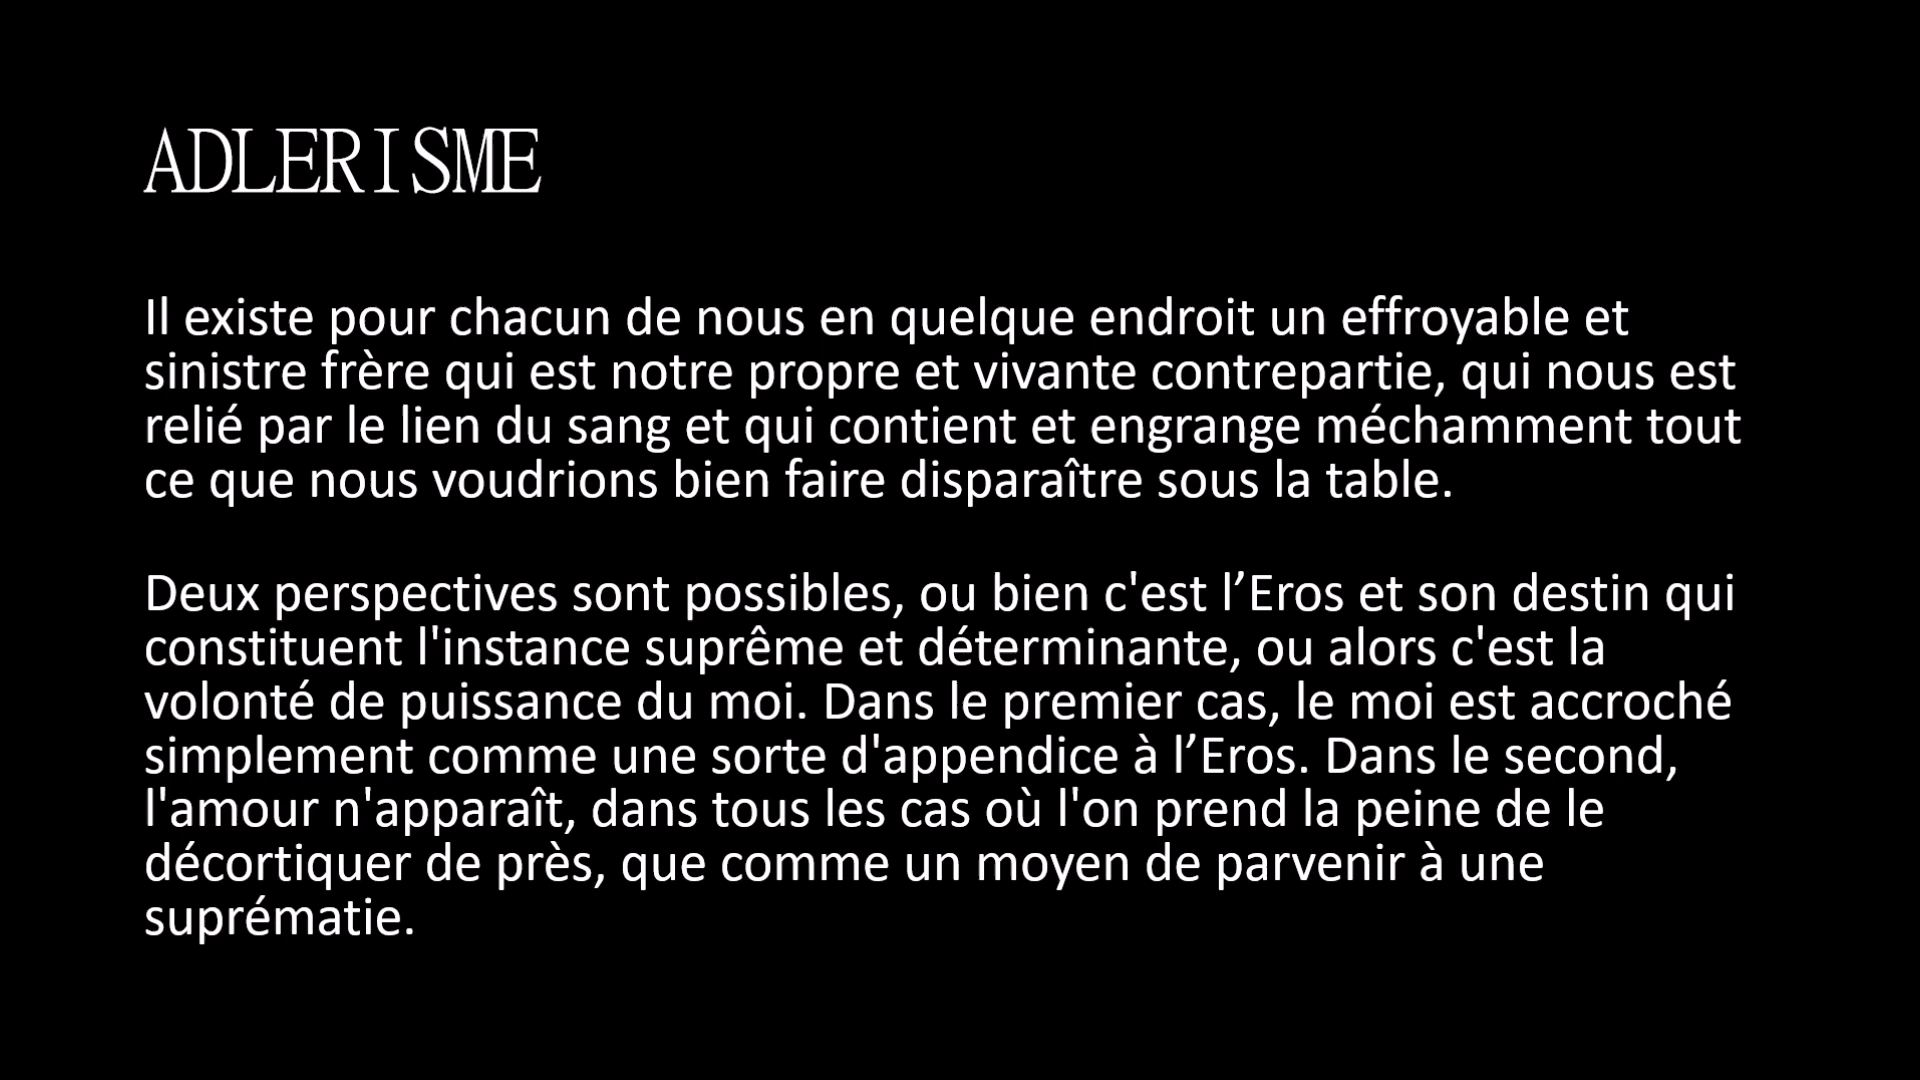 ADLERISME
Il existe pour chacun de nous en quelque endroit un effroyable et
sinistre frère qui est notre propre et vivante contrepartie, qui nous est
relié par le lien du sang et qui contient et engrange méchamment tout
ce que nous voudrions bien faire disparaître sous la table.
Deux perspectives sont possibles, ou bien c'est l’Eros et son destin qui
constituent l'instance suprême et déterminante, ou alors c'est la
volonté de puissance du moi. Dans le premier cas, le moi est accroché
simplement comme une sorte d'appendice à l’Eros. Dans le second,
l'amour n'apparaît, dans tous les cas où l'on prend la peine de le
décortiquer de près, que comme un moyen de parvenir à une
suprématie.